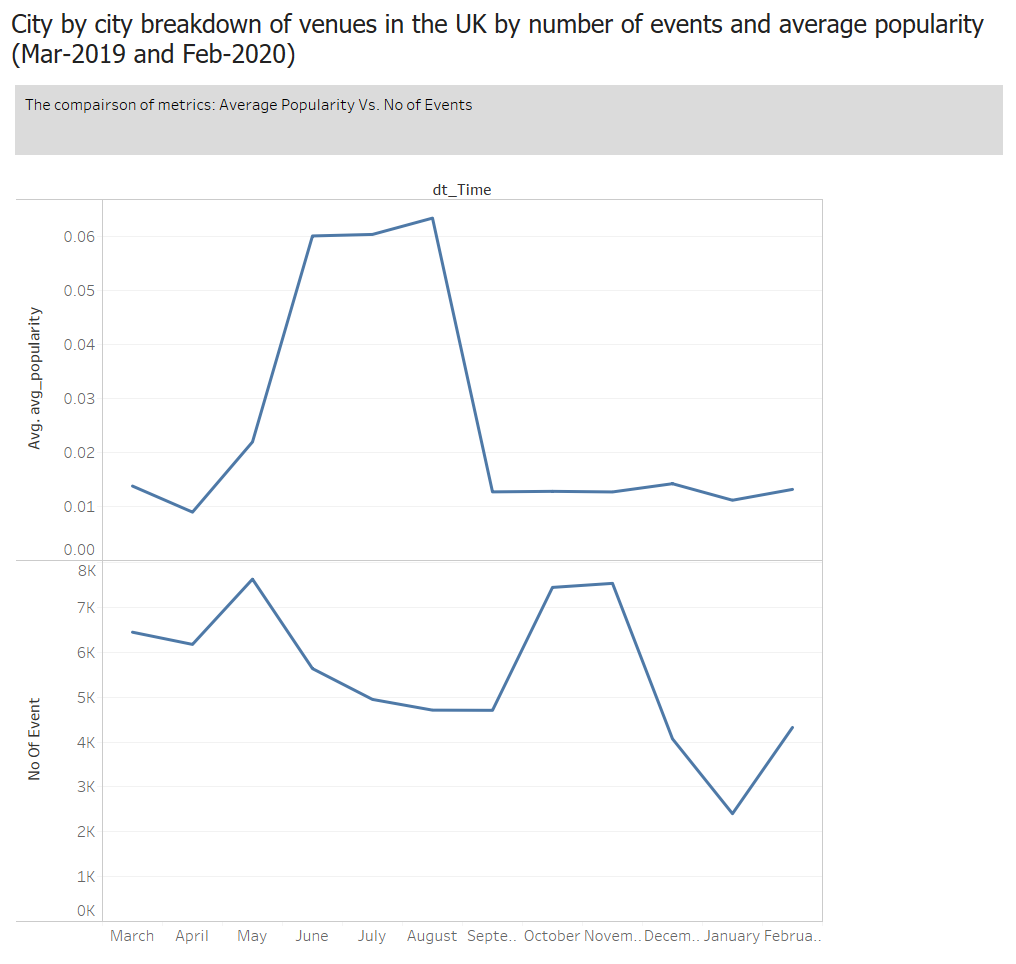 City by city breakdown of venues in the UK by number of events and average popularity
(Mar-2019 and Feb-2020)
The compairson of metrics: Average Popularity Vs. No of Events
dt_Time
Avg. avg_popularity
0.06
0.05
0.04
0.03
0.02
0.01
0.00
No Of Event
8K
7K
6K
5K
4K
3K
2K
1K
0K
March April May June July August Septe.. October Novem.. Decem.. January Februa..